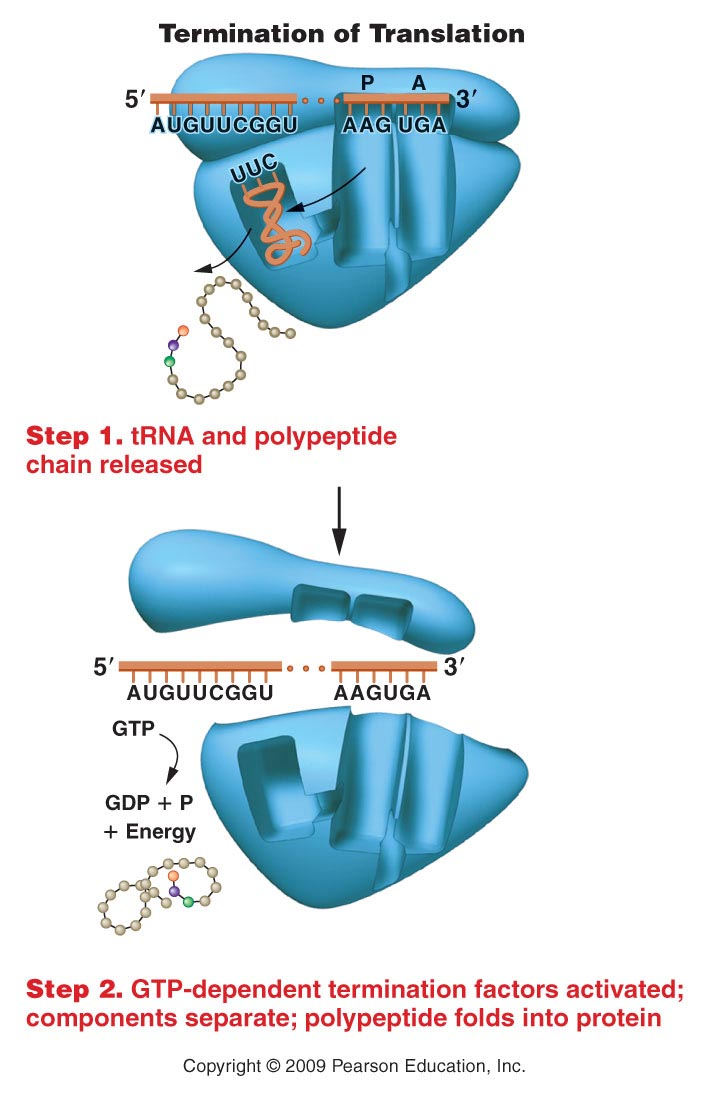 Termination of Translation
P A
5′ 3′
AUGUUCGGU AAG UGA
UUC
Step 1. tRNA and polypeptide
chain released
5′ 3′
AUGUUCGGU AAGUGA
GTP
GDP + P
+ Energy
Step 2. GTP-dependent termination factors activated;
components separate; polypeptide folds into protein
Copyright © 2009 Pearson Education, Inc.